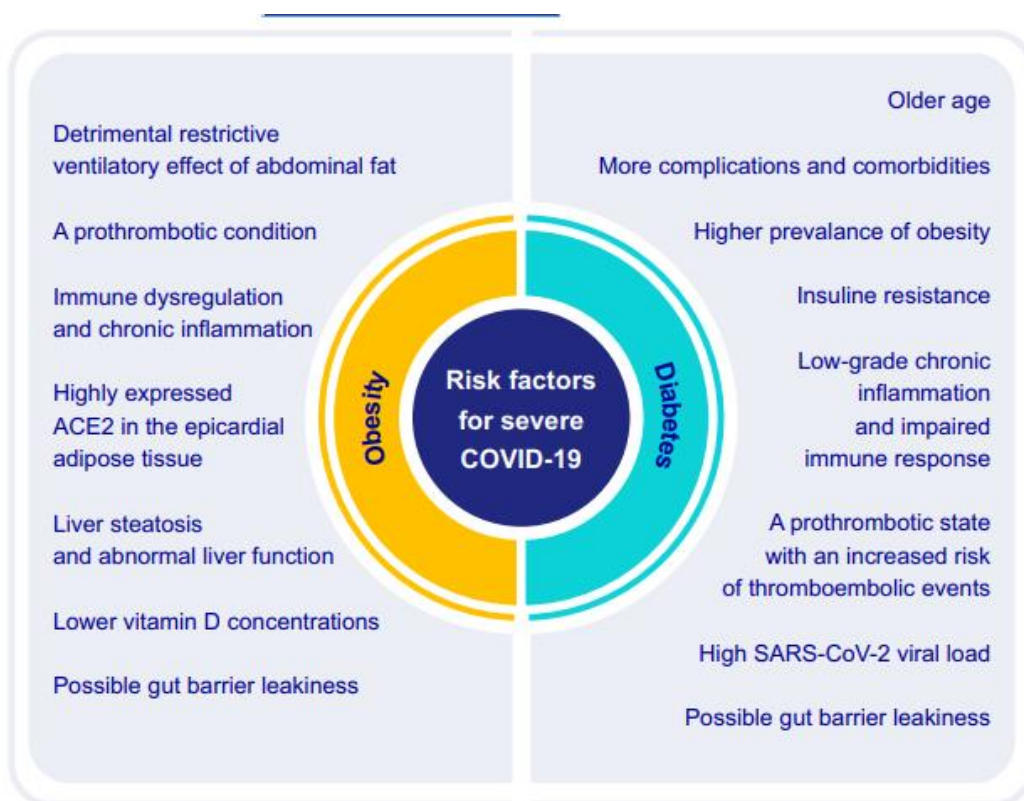 Detrimental restrictive
ventilatory effect of abdominal fat
A prothrombotic condition
Immune dysregulation
and chronic inflammation
Highly expressed
ACE2 in the epicardial
adipose tissue
Liver steatosis
and abnormal liver function
Lower vitamin D concentrations
Possible gut barrier leakiness
Obesity
Risk factors
for severe
COVID-19
Diabetes
Older age
More complications and comorbidities
Higher prevalance of obesity
Insuline resistance
Low-grade chronic
inflammation
and impaired
immune response
A prothrombotic state
with an increased risk
of thromboembolic events
High SARS-CoV-2 viral load
Possible gut barrier leakiness